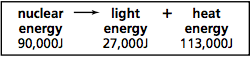 nuclear ⟶ light + heat
energy energy energy
90,000J 27,000J 113,000J